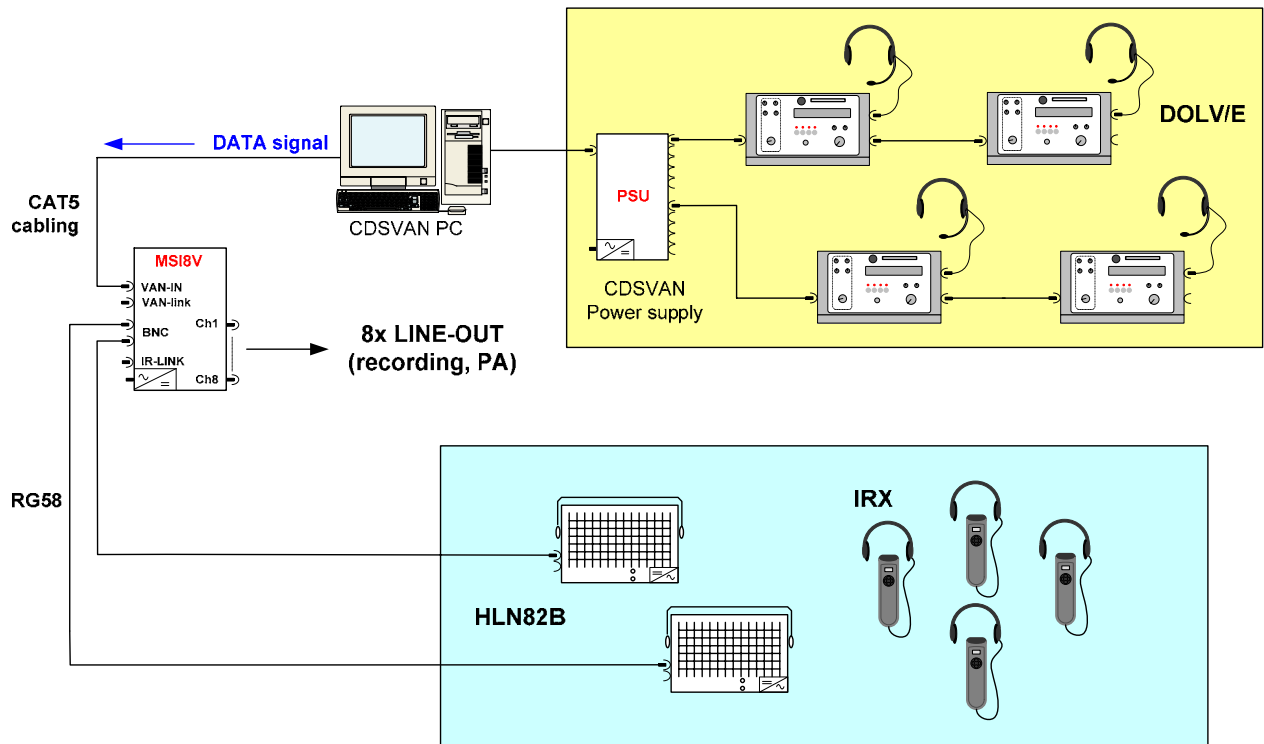 DATA signal
CAT5
cabling
CDSVAN PC
PSU
CDSVAN
Power supply
DOLV/E
MSI8V
VAN-IN
VAN-link
BNC
IR-LINK
Ch1
Ch8
8x LINE-OUT
(recording, PA)
RG58
HLN82B
IRX